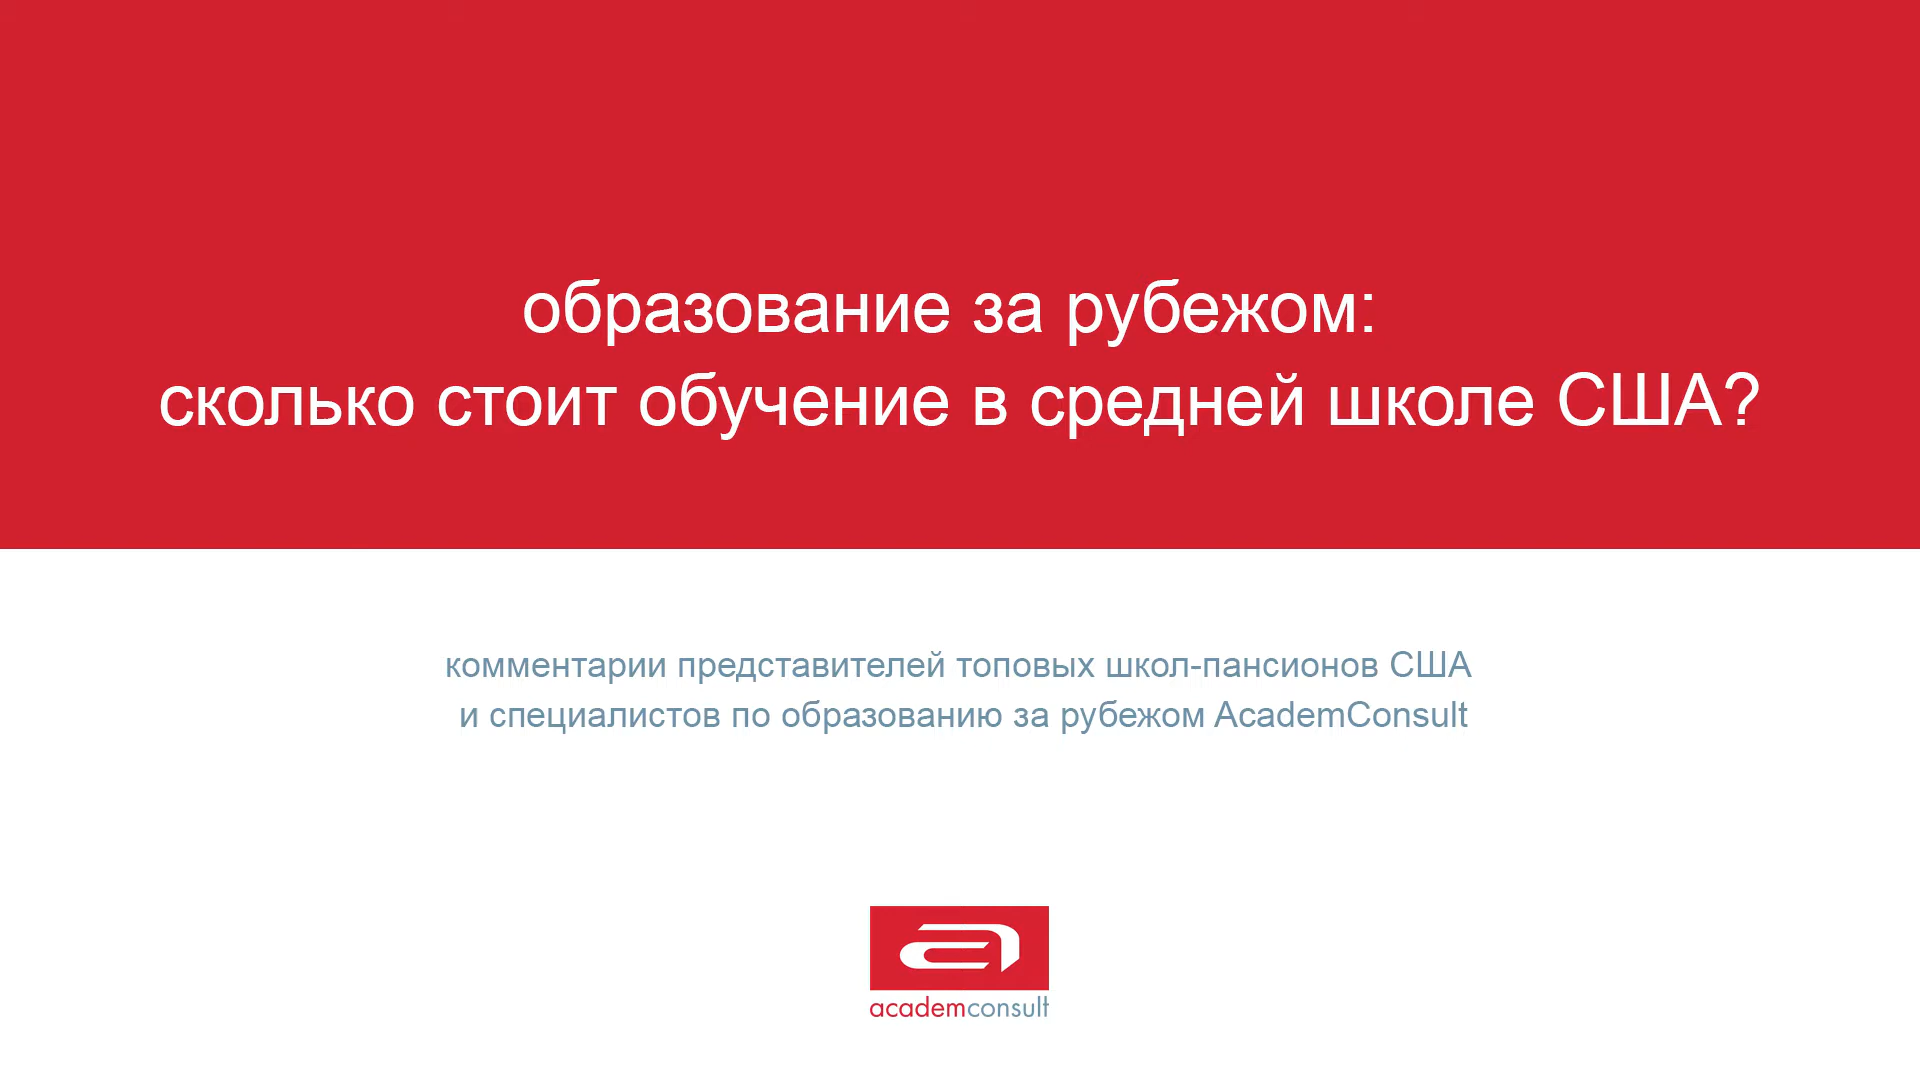 образование за рубежом:
сколько стоит обучение в средней школе США?
комментарии представителей топовых школ-пансионов США
и специалистов по образованию за рубежом AcademConsult
academconsult